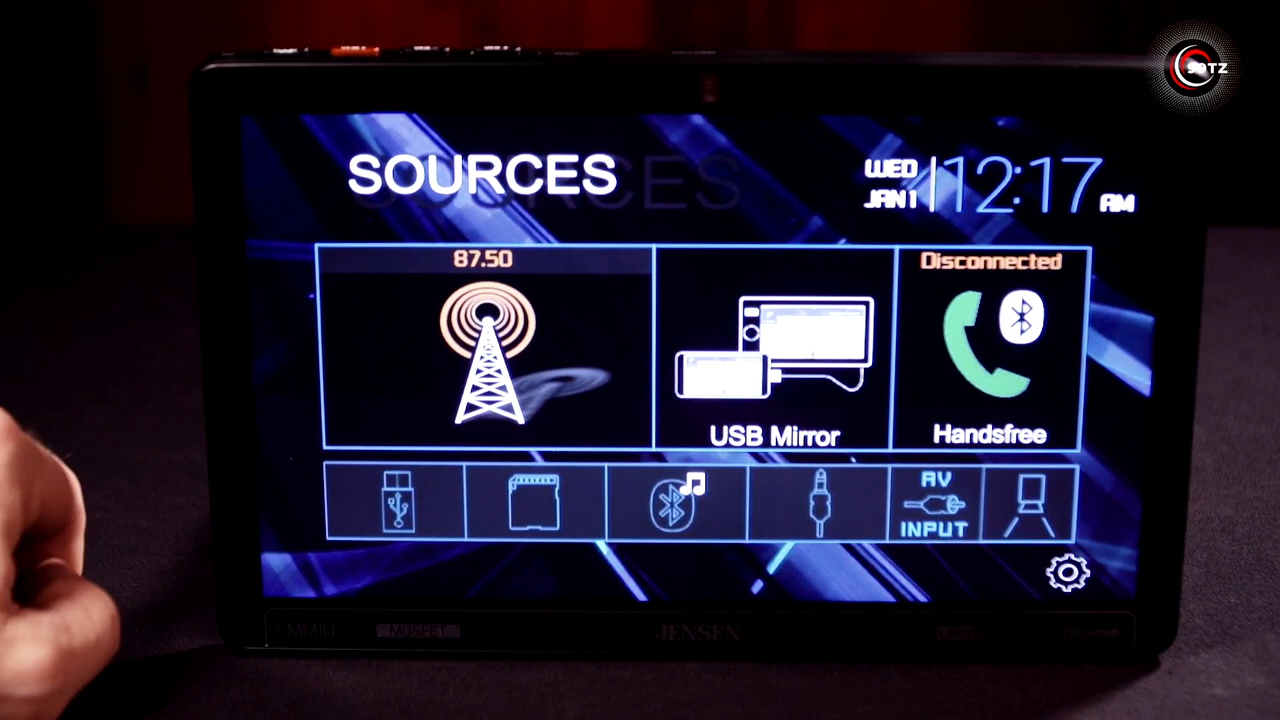 SOURCES
WED
JAN 1
12:17 AM
87.50
Disconnected
USB Mirror
Handsfree
AV
INPUT
MOSFET
JENSEN